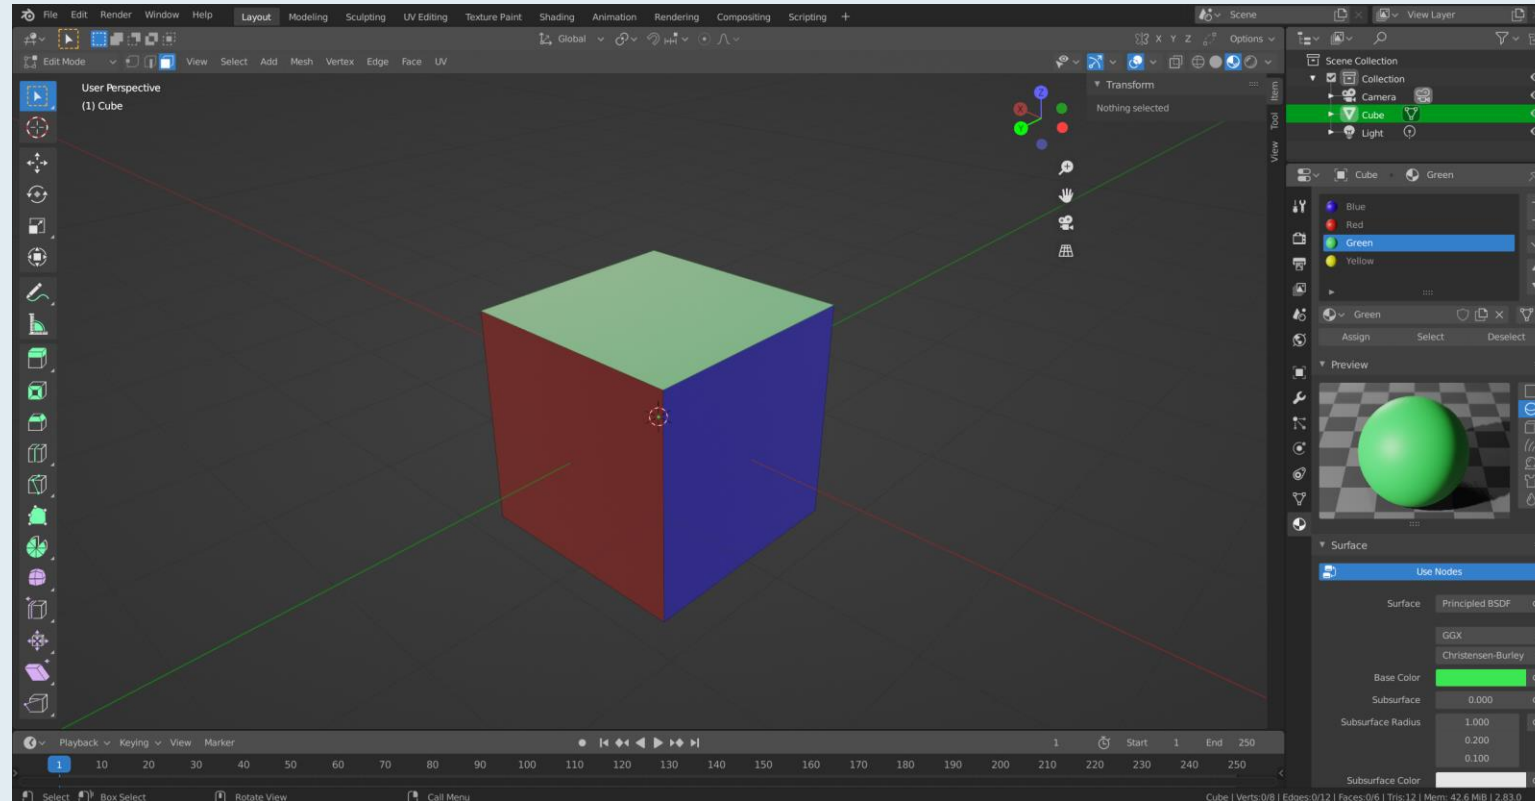 File Edit Render Window Help Layout Modeling Sculpting UV Editing Texture Paint Shading Animation Rendering Compositing Scripting + Scene View Layer
Global X Y Z Options
Edit Mode View Select Add Mesh Vertex Edge Face UV
User Perspective
(1) Cube
Z
X
Y
Transform
Nothing selected
Item
Tool
View
Scene Collection
Collection
Camera
Cube
Light
Cube Green
Blue
Red
Green
Yellow
Green
Assign Select Deselect
Preview
Surface
Use Nodes
Surface Principled BSDF
GGX
Christensen-Burley
Base Color
Subsurface 0.000
Subsurface Radius 1.000
0.200
0.100
Subsurface Color
Playback Keying View Marker 1 Start 1 End 250
1 10 20 30 40 50 60 70 80 90 100 110 120 130 140 150 160 170 180 190 200 210 220 230 240 250
Select Box Select Rotate View Call Menu Cube | Verts:0/8 | Edges:0/12 | Faces:0/6 | Tris:12 | Mem: 42.6 MiB | 2.83.0